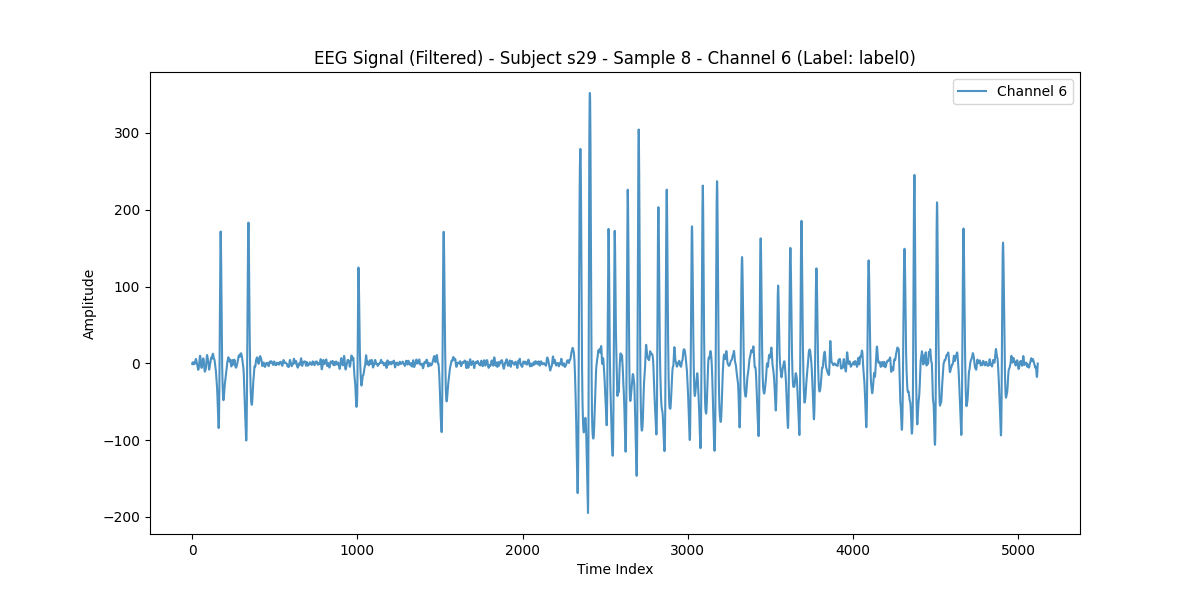 EEG Signal (Filtered) - Subject s29 - Sample 8 - Channel 6 (Label: label0)
Channel 6
300
200
100
0
−100
−200
Amplitude
0 1000 2000 3000 4000 5000
Time Index